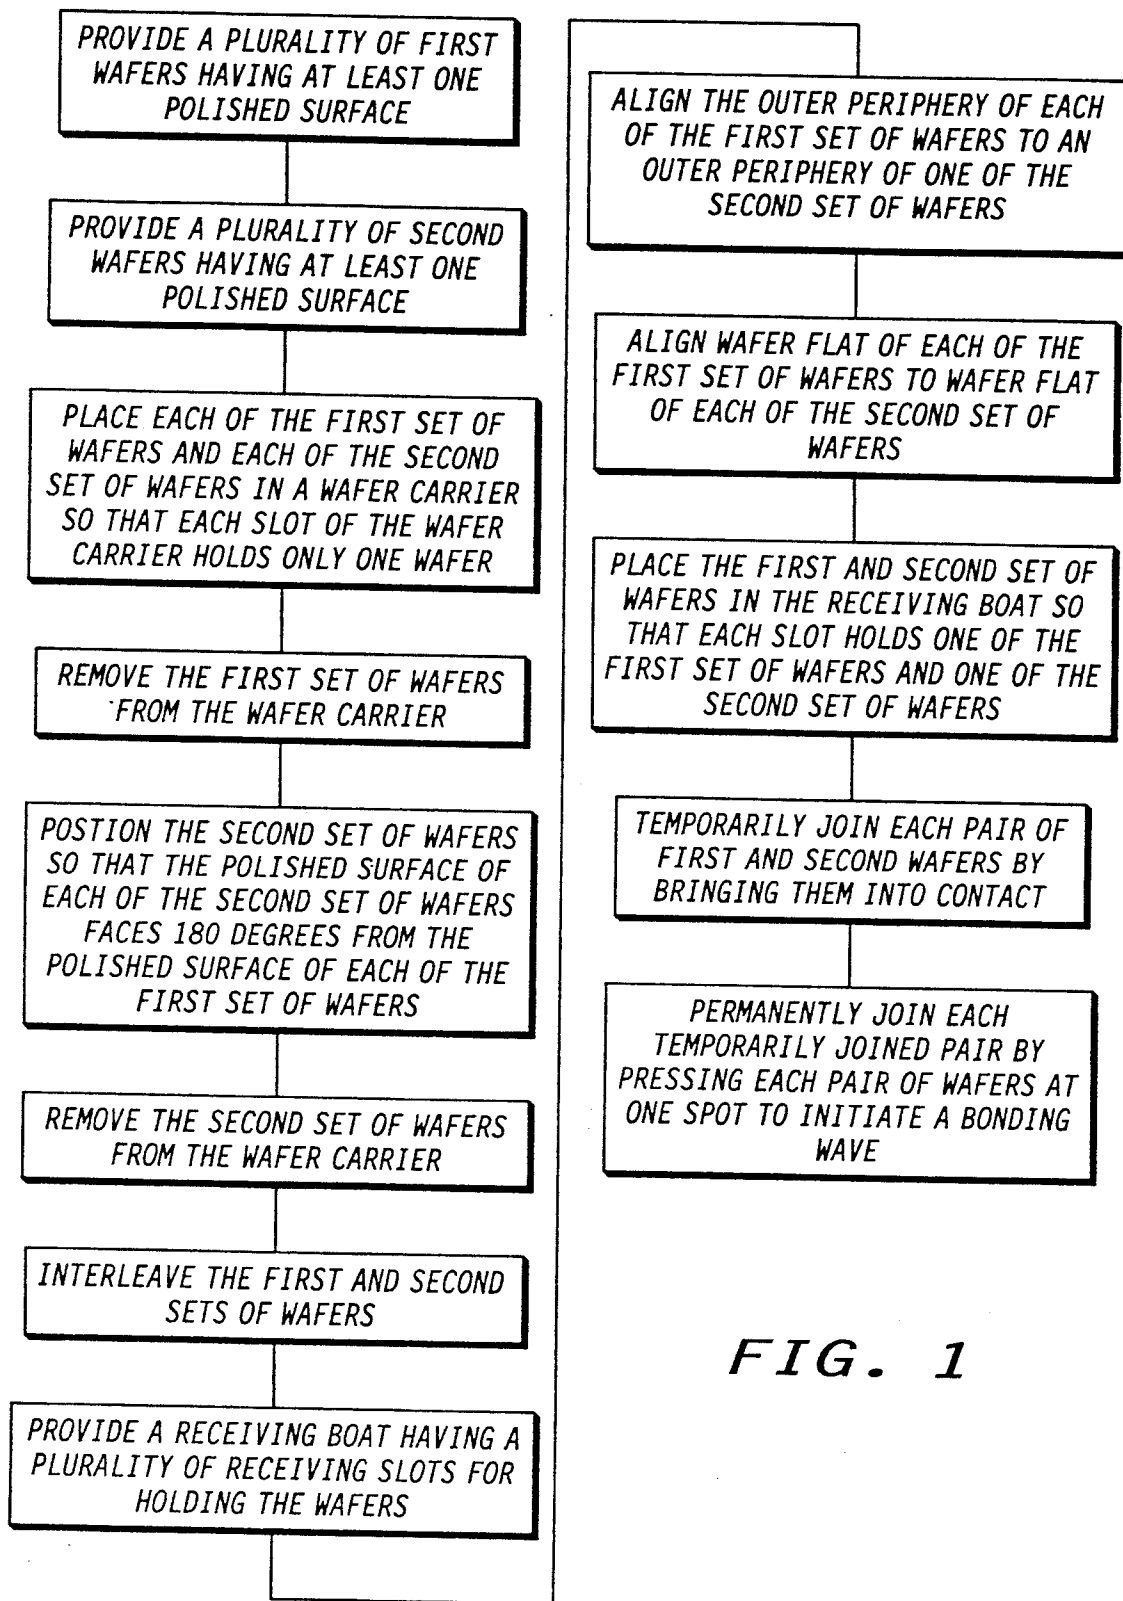 PROVIDE A PLURALITY OF FIRST
WAFERS HAVING AT LEAST ONE
POLISHED SURFACE
PROVIDE A PLURALITY OF SECOND
WAFERS HAVING AT LEAST ONE
POLISHED SURFACE
PLACE EACH OF THE FIRST SET OF
WAFERS AND EACH OF THE SECOND
SET OF WAFERS IN A WAFER CARRIER
SO THAT EACH SLOT OF THE WAFER
CARRIER HOLDS ONLY ONE WAFER
REMOVE THE FIRST SET OF WAFERS
FROM THE WAFER CARRIER
POSTION THE SECOND SET OF WAFERS
SO THAT THE POLISHED SURFACE OF
EACH OF THE SECOND SET OF WAFERS
FACES 180 DEGREES FROM THE
POLISHED SURFACE OF EACH OF THE
FIRST SET OF WAFERS
REMOVE THE SECOND SET OF WAFERS
FROM THE WAFER CARRIER
INTERLEAVE THE FIRST AND SECOND
SETS OF WAFERS
PROVIDE A RECEIVING BOAT HAVING A
PLURALITY OF RECEIVING SLOTS FOR
HOLDING THE WAFERS
ALIGN THE OUTER PERIPHERY OF EACH
OF THE FIRST SET OF WAFERS TO AN
OUTER PERIPHERY OF ONE OF THE
SECOND SET OF WAFERS
ALIGN WAFER FLAT OF EACH OF THE
FIRST SET OF WAFERS TO WAFER FLAT
OF EACH OF THE SECOND SET OF
WAFERS
PLACE THE FIRST AND SECOND SET OF
WAFERS IN THE RECEIVING BOAT SO
THAT EACH SLOT HOLDS ONE OF THE
FIRST SET OF WAFERS AND ONE OF THE
SECOND SET OF WAFERS
TEMPORARILY JOIN EACH PAIR OF
FIRST AND SECOND WAFERS BY
BRINGING THEM INTO CONTACT
PERMANENTLY JOIN EACH
TEMPORARILY JOINED PAIR BY
PRESSING EACH PAIR OF WAFERS AT
ONE SPOT TO INITIATE A BONDING
WAVE
FIG. 1